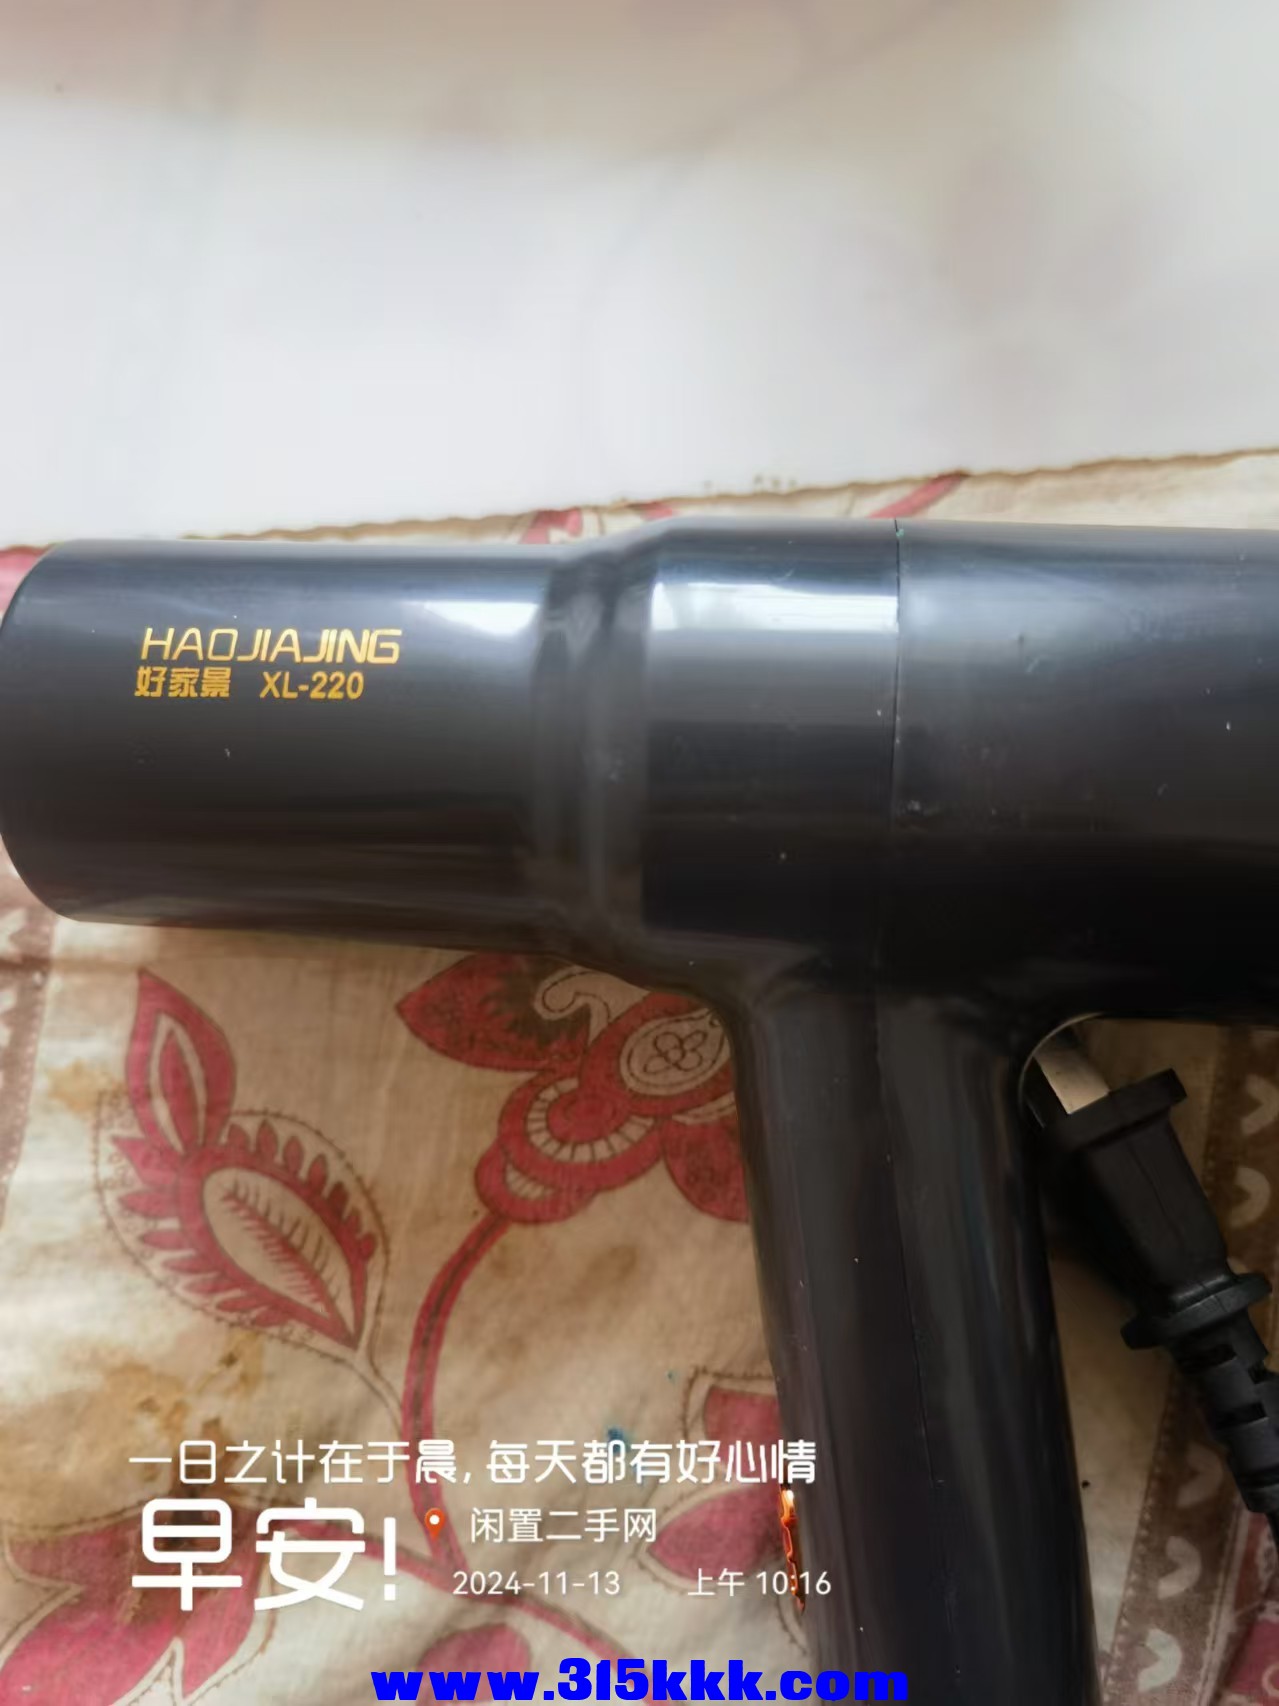 HAOJIAJING
好家景 XL-220
一日之计在于晨,每天都有好心情
早安!
闲置二手网
2024-11-13 上午 10:16
www.315kkk.com